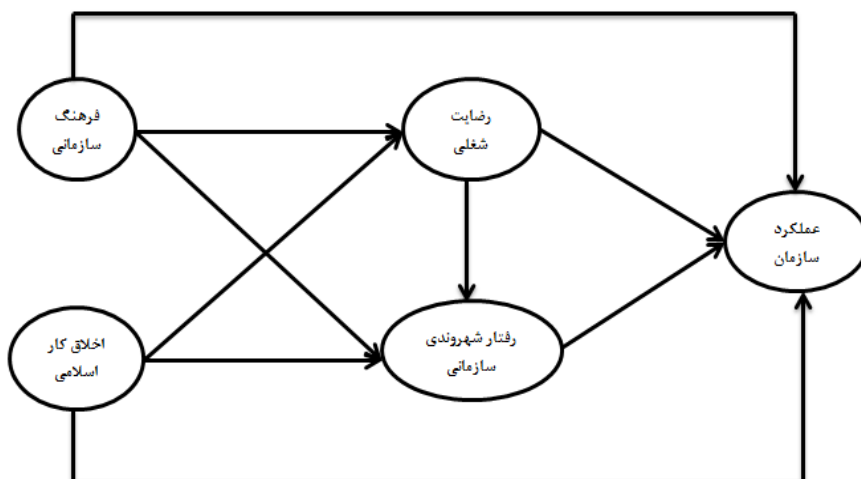 فرهنگ
سازمانی
رضایت
شغلی
عملکرد
سازمان
اخلاق کار
اسلامی
رفتار شهروندی
سازمانی